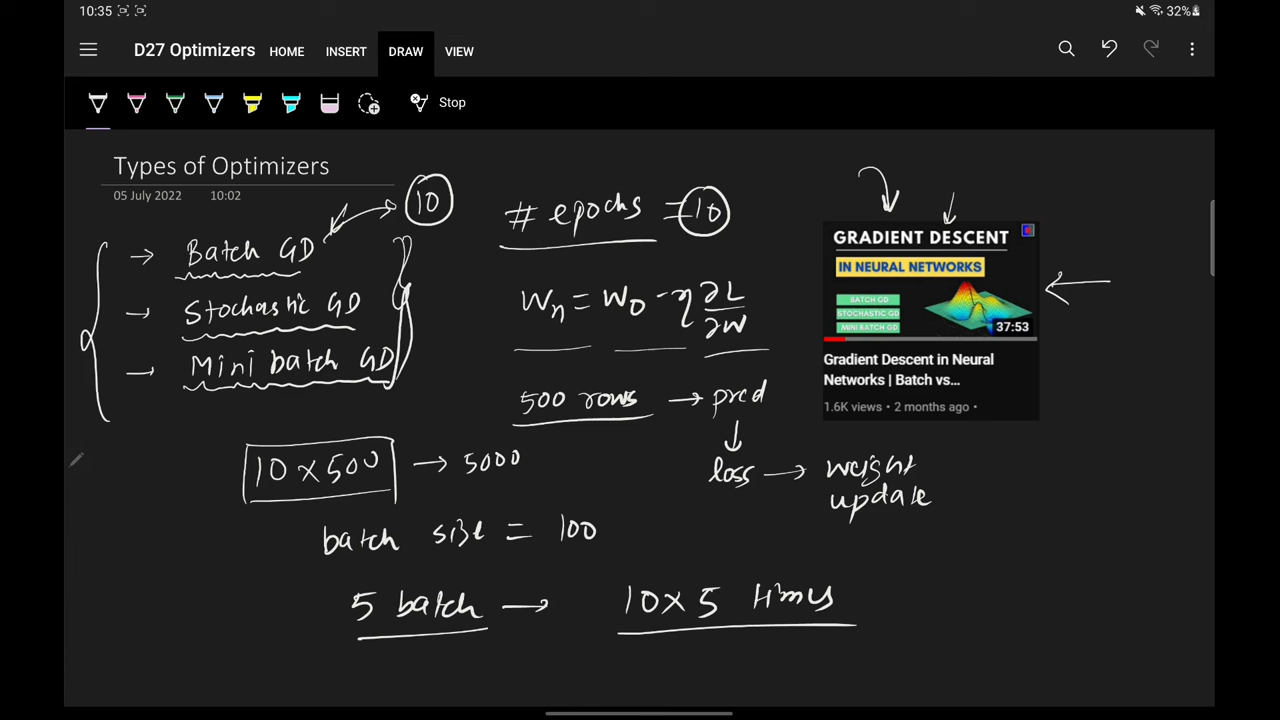 10:35
32%
D27 Optimizers HOME INSERT DRAW VIEW
Stop
Types of Optimizers
05 July 2022 10:02
→ Batch GD
10
→ Stochastic GD
→ Mini batch GD
# epochs = 10
Wn = W0 - η ∂L/∂W
500 rows → pred
↓
loss → weight
update
GRADIENT DESCENT
IN NEURAL NETWORKS
BATCH GD
STOCHASTIC GD
MINI BATCH GD
37:53
Gradient Descent in Neural
Networks | Batch vs...
1.6K views • 2 months ago •
10 x 500 → 5000
batch size = 100
5 batch → 10 x 5 times